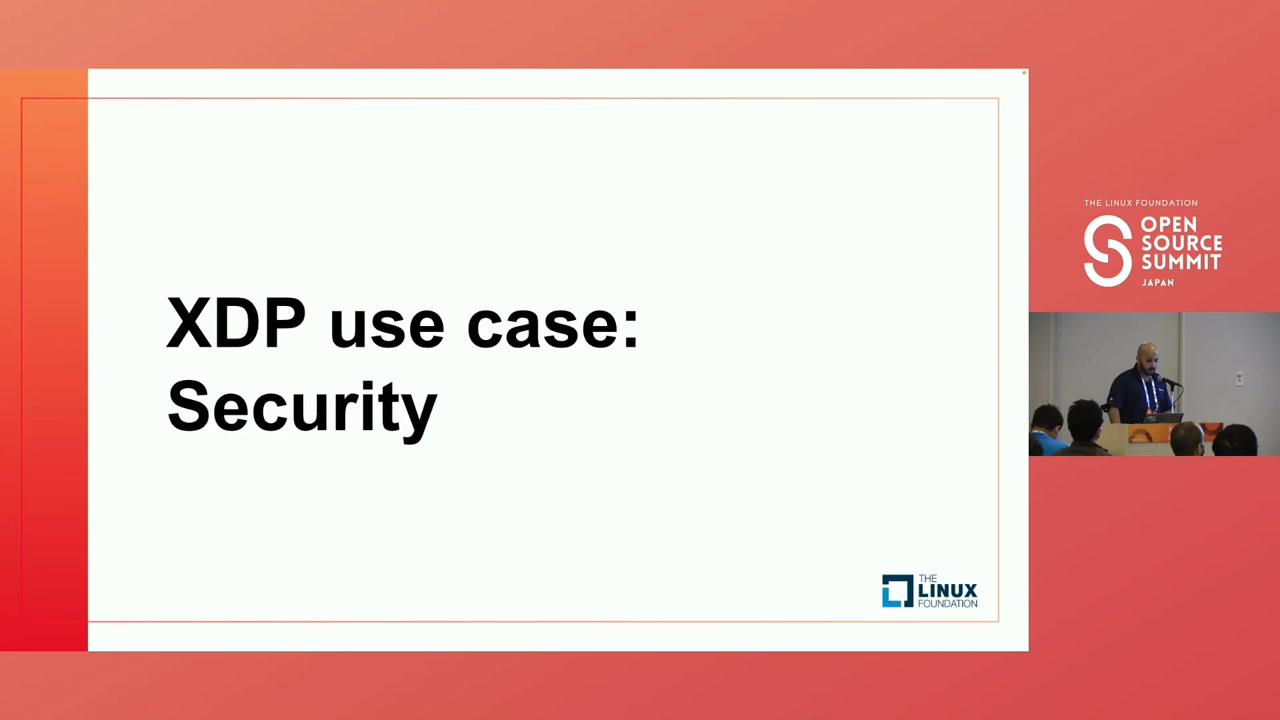 XDP use case:
Security
THE
LINUX
FOUNDATION
THE LINUX FOUNDATION
OPEN
SOURCE
SUMMIT
JAPAN